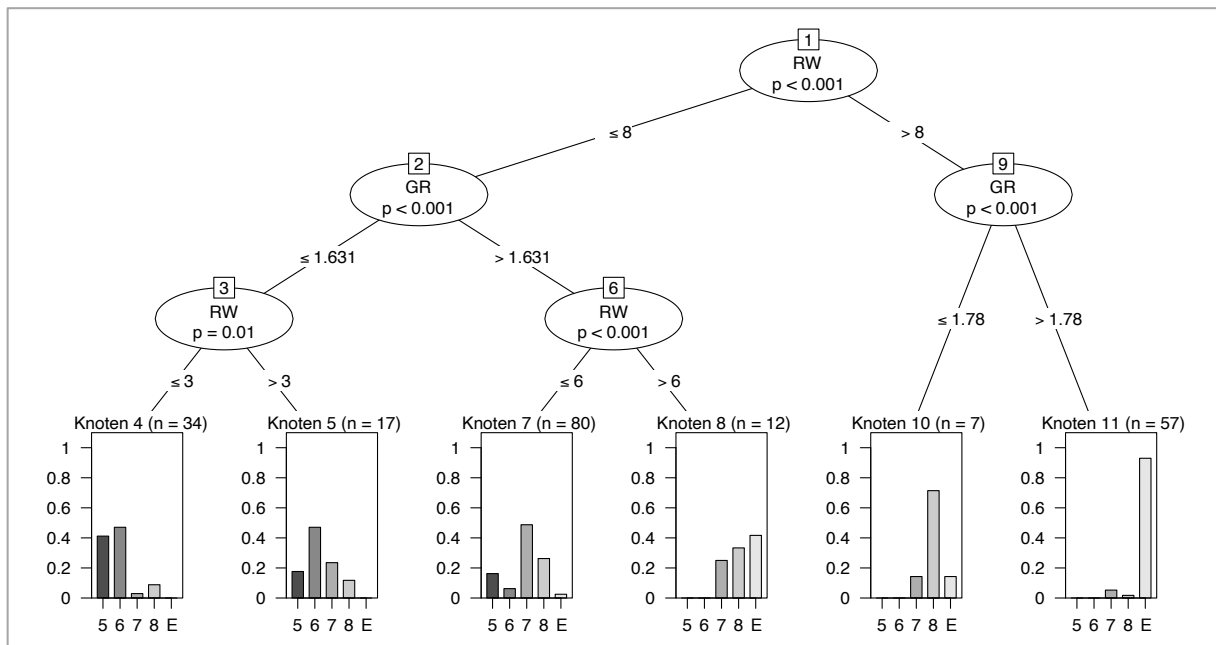 1
RW
p < 0.001
≤ 8
> 8
2
GR
p < 0.001
9
GR
p < 0.001
≤ 1.631
> 1.631
3
RW
p = 0.01
6
RW
p < 0.001
≤ 1.78
> 1.78
≤ 3
> 3
≤ 6
> 6
Knoten 4 (n = 34)
1
0.8
0.6
0.4
0.2
0
5 6 7 8 E
Knoten 5 (n = 17)
1
0.8
0.6
0.4
0.2
0
5 6 7 8 E
Knoten 7 (n = 80)
1
0.8
0.6
0.4
0.2
0
5 6 7 8 E
Knoten 8 (n = 12)
1
0.8
0.6
0.4
0.2
0
5 6 7 8 E
Knoten 10 (n = 7)
1
0.8
0.6
0.4
0.2
0
5 6 7 8 E
Knoten 11 (n = 57)
1
0.8
0.6
0.4
0.2
0
5 6 7 8 E